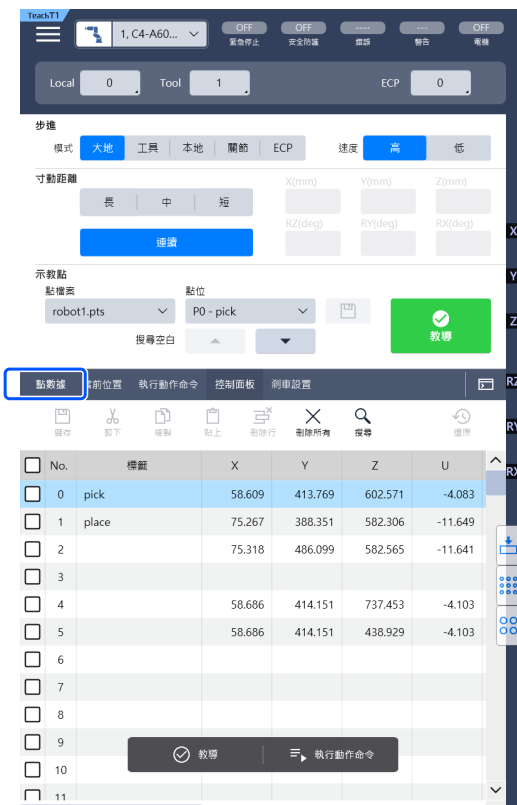 TeachT1
1, C4-A60...
OFF OFF ---- --- OFF
緊急停止 安全防護 錯誤 警告 電機
Local 0 Tool 1 ECP 0
步進
模式 大地 工具 本地 關節 ECP 速度 高 低
寸動距離
長 中 短
X(mm) Y(mm) Z(mm)
連續
RZ(deg) RY(deg) RX(deg)
示教點
點檔案 點位
robot1.pts P0 - pick
教導
搜尋空白
點數據 當前位置 執行動作命令 控制面板 剎車設置
儲存 剪下 複製 貼上 刪除行 刪除所有 搜尋 還原
No. 標籤 X Y Z U
0 pick 58.609 413.769 602.571 -4.083
1 place 75.267 388.351 582.306 -11.649
2 75.318 486.099 582.565 -11.641
3
4 58.686 414.151 737.453 -4.103
5 58.686 414.151 438.929 -4.103
6
7
8
9
10
11
教導 執行動作命令
X
Y
Z
RZ
RY
RX